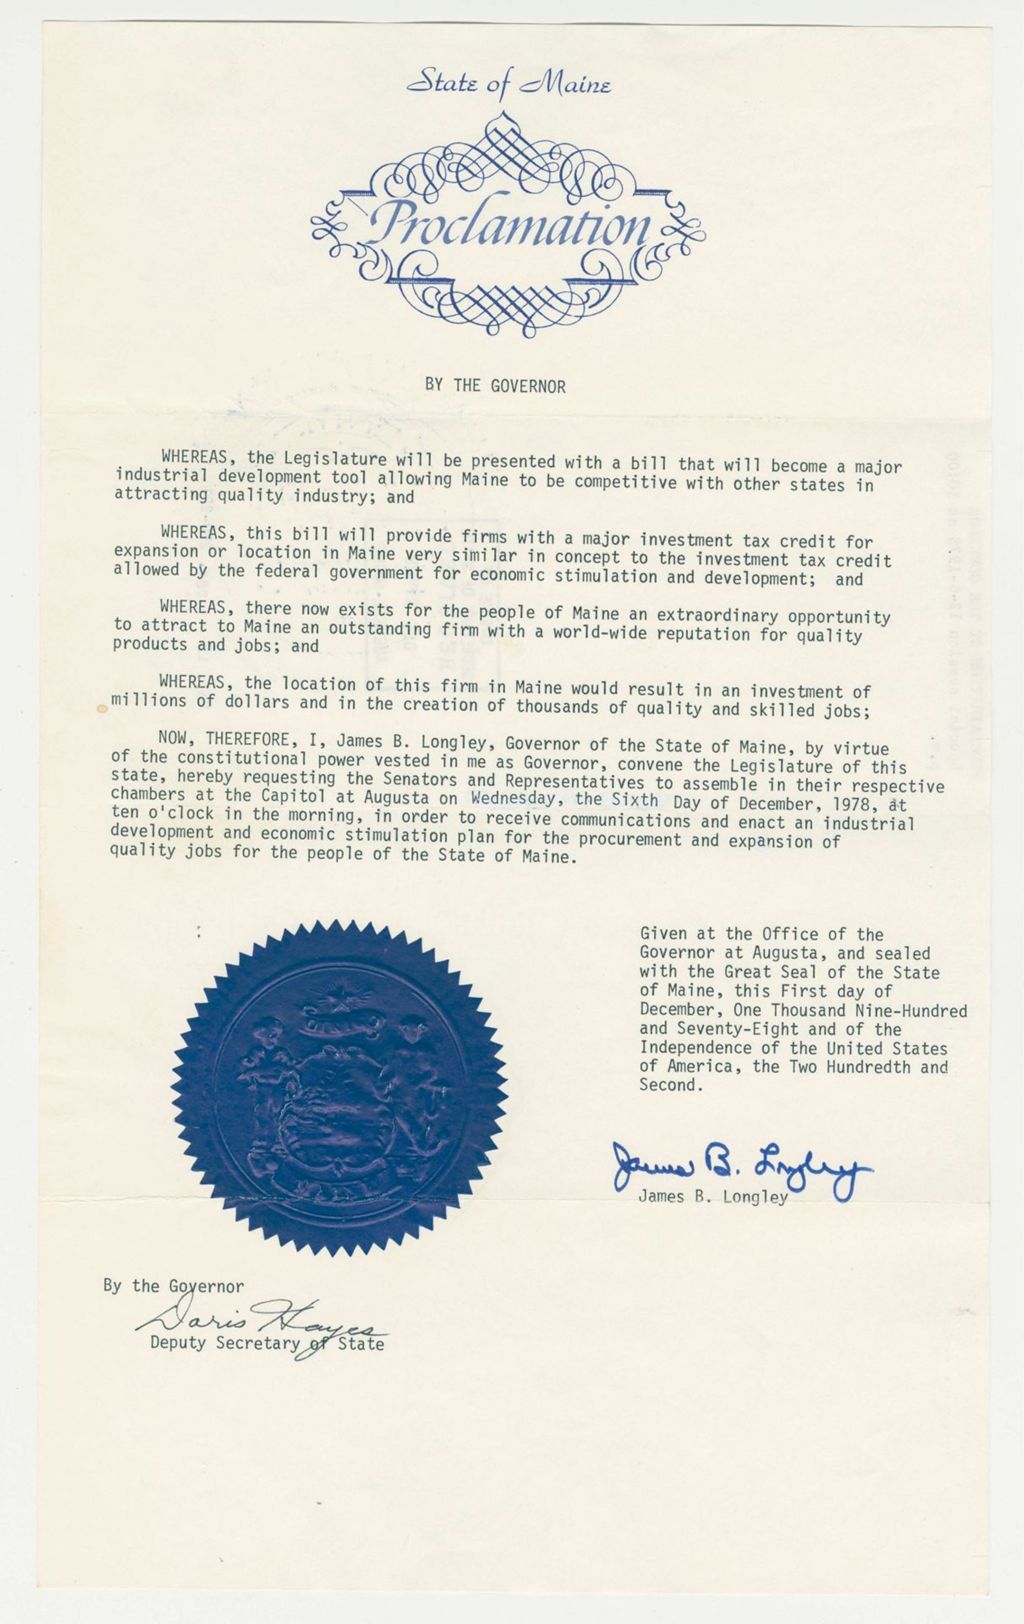 State of Maine
Proclamation
BY THE GOVERNOR
WHEREAS, the Legislature will be presented with a bill that will become a major
industrial development tool allowing Maine to be competitive with other states in
attracting quality industry; and
WHEREAS, this bill will provide firms with a major investment tax credit for
expansion or location in Maine very similar in concept to the investment tax credit
allowed by the federal government for economic stimulation and development; and
WHEREAS, there now exists for the people of Maine an extraordinary opportunity
to attract to Maine an outstanding firm with a world-wide reputation for quality
products and jobs; and
WHEREAS, the location of this firm in Maine would result in an investment of
millions of dollars and in the creation of thousands of quality and skilled jobs;
NOW, THEREFORE, I, James B. Longley, Governor of the State of Maine, by virtue
of the constitutional power vested in me as Governor, convene the Legislature of this
state, hereby requesting the Senators and Representatives to assemble in their respective
chambers at the Capitol at Augusta on Wednesday, the Sixth Day of December, 1978, at
ten o'clock in the morning, in order to receive communications and enact an industrial
development and economic stimulation plan for the procurement and expansion of
quality jobs for the people of the State of Maine.
Given at the Office of the
Governor at Augusta, and sealed
with the Great Seal of the State
of Maine, this First day of
December, One Thousand Nine-Hundred
and Seventy-Eight and of the
Independence of the United States
of America, the Two Hundredth and
Second.
James B. Longley
James B. Longley
By the Governor
Doris Hayes
Deputy Secretary of State